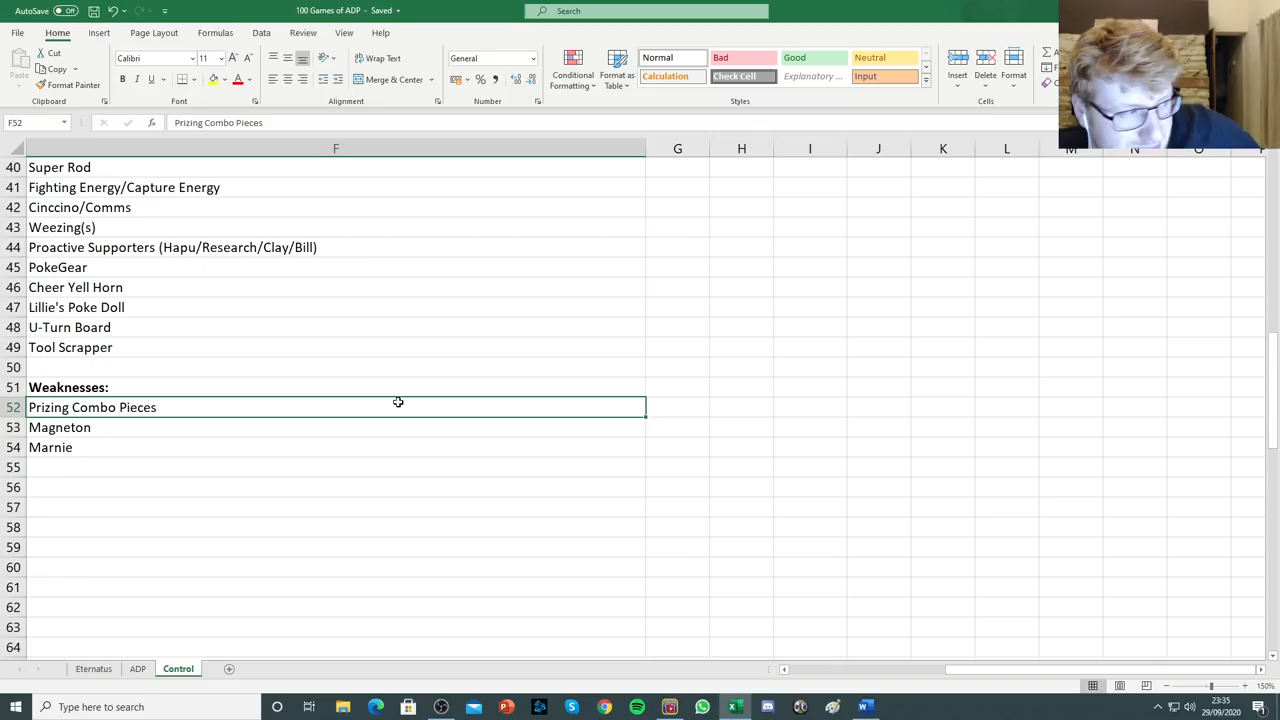 AutoSave Off 100 Games of ADP - Saved Search
File Home Insert Page Layout Formulas Data Review View Help
Cut
Copy
Format Painter
Paste
Clipboard
Calibri 11
B I U
Font
Wrap Text
Merge & Center
Alignment
General
Number
Conditional Formatting
Format as Table
Normal Bad Good Neutral
Calculation Check Cell Explanatory ... Input
Styles
Insert Delete Format
Cells
F52 fx Prizing Combo Pieces
F G H I J K L M N O P
40 Super Rod
41 Fighting Energy/Capture Energy
42 Cinccino/Comms
43 Weezing(s)
44 Proactive Supporters (Hapu/Research/Clay/Bill)
45 PokeGear
46 Cheer Yell Horn
47 Lillie's Poke Doll
48 U-Turn Board
49 Tool Scrapper
50
51 Weaknesses:
52 Prizing Combo Pieces
53 Magneton
54 Marnie
55
56
57
58
59
60
61
62
63
64
Eternatus ADP Control
150%
Type here to search
23:35
29/09/2020